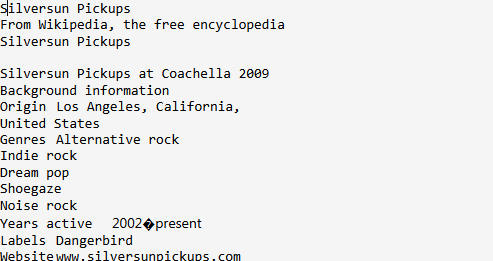 Silversun Pickups
From Wikipedia, the free encyclopedia
Silversun Pickups
Silversun Pickups at Coachella 2009
Background information
Origin Los Angeles, California,
United States
Genres Alternative rock
Indie rock
Dream pop
Shoegaze
Noise rock
Years active 2002�present
Labels Dangerbird
Website www.silversunpickups.com